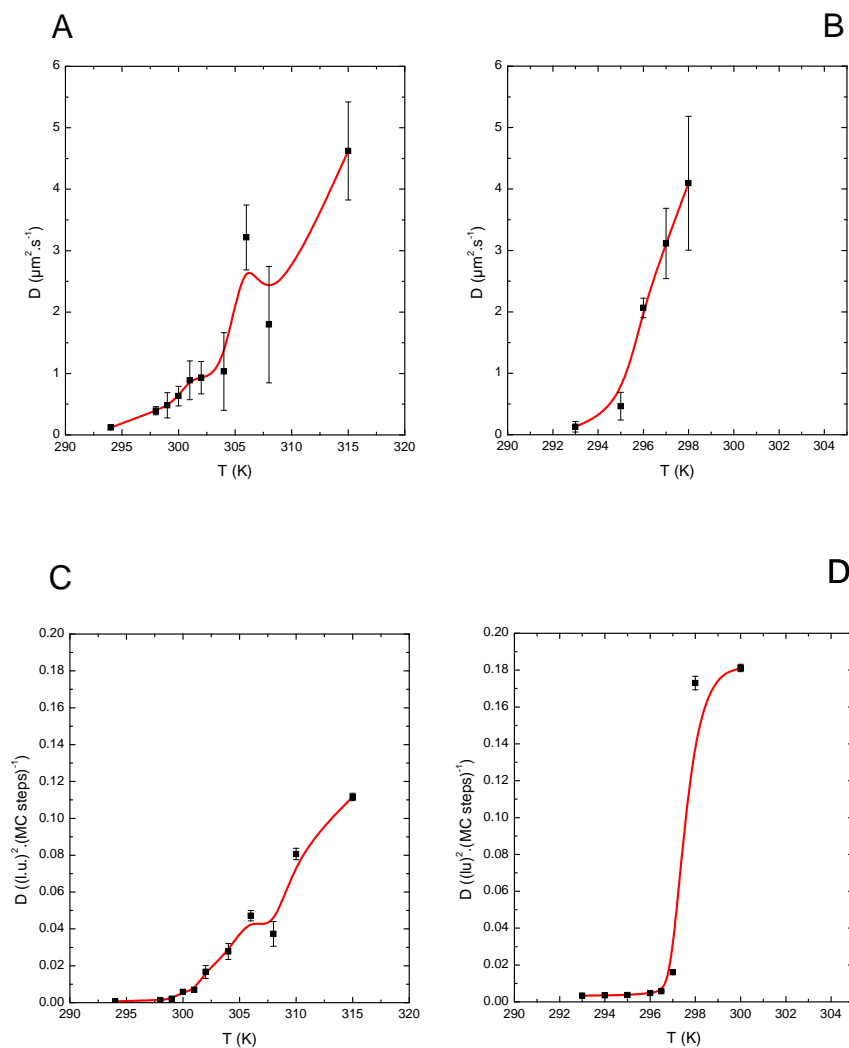 A
B
6
5
4
3
2
1
0
D (µm².s⁻¹)
290 295 300 305 310 315 320
T (K)
6
5
4
3
2
1
0
D (µm².s⁻¹)
290 292 294 296 298 300 302 304
T (K)
C
D
0.20
0.18
0.16
0.14
0.12
0.10
0.08
0.06
0.04
0.02
0.00
D ((l.u.)².(MC steps)⁻¹)
290 295 300 305 310 315 320
T (K)
0.20
0.18
0.16
0.14
0.12
0.10
0.08
0.06
0.04
0.02
0.00
D ((lu)².(MC steps)⁻¹)
290 292 294 296 298 300 302 304
T (K)